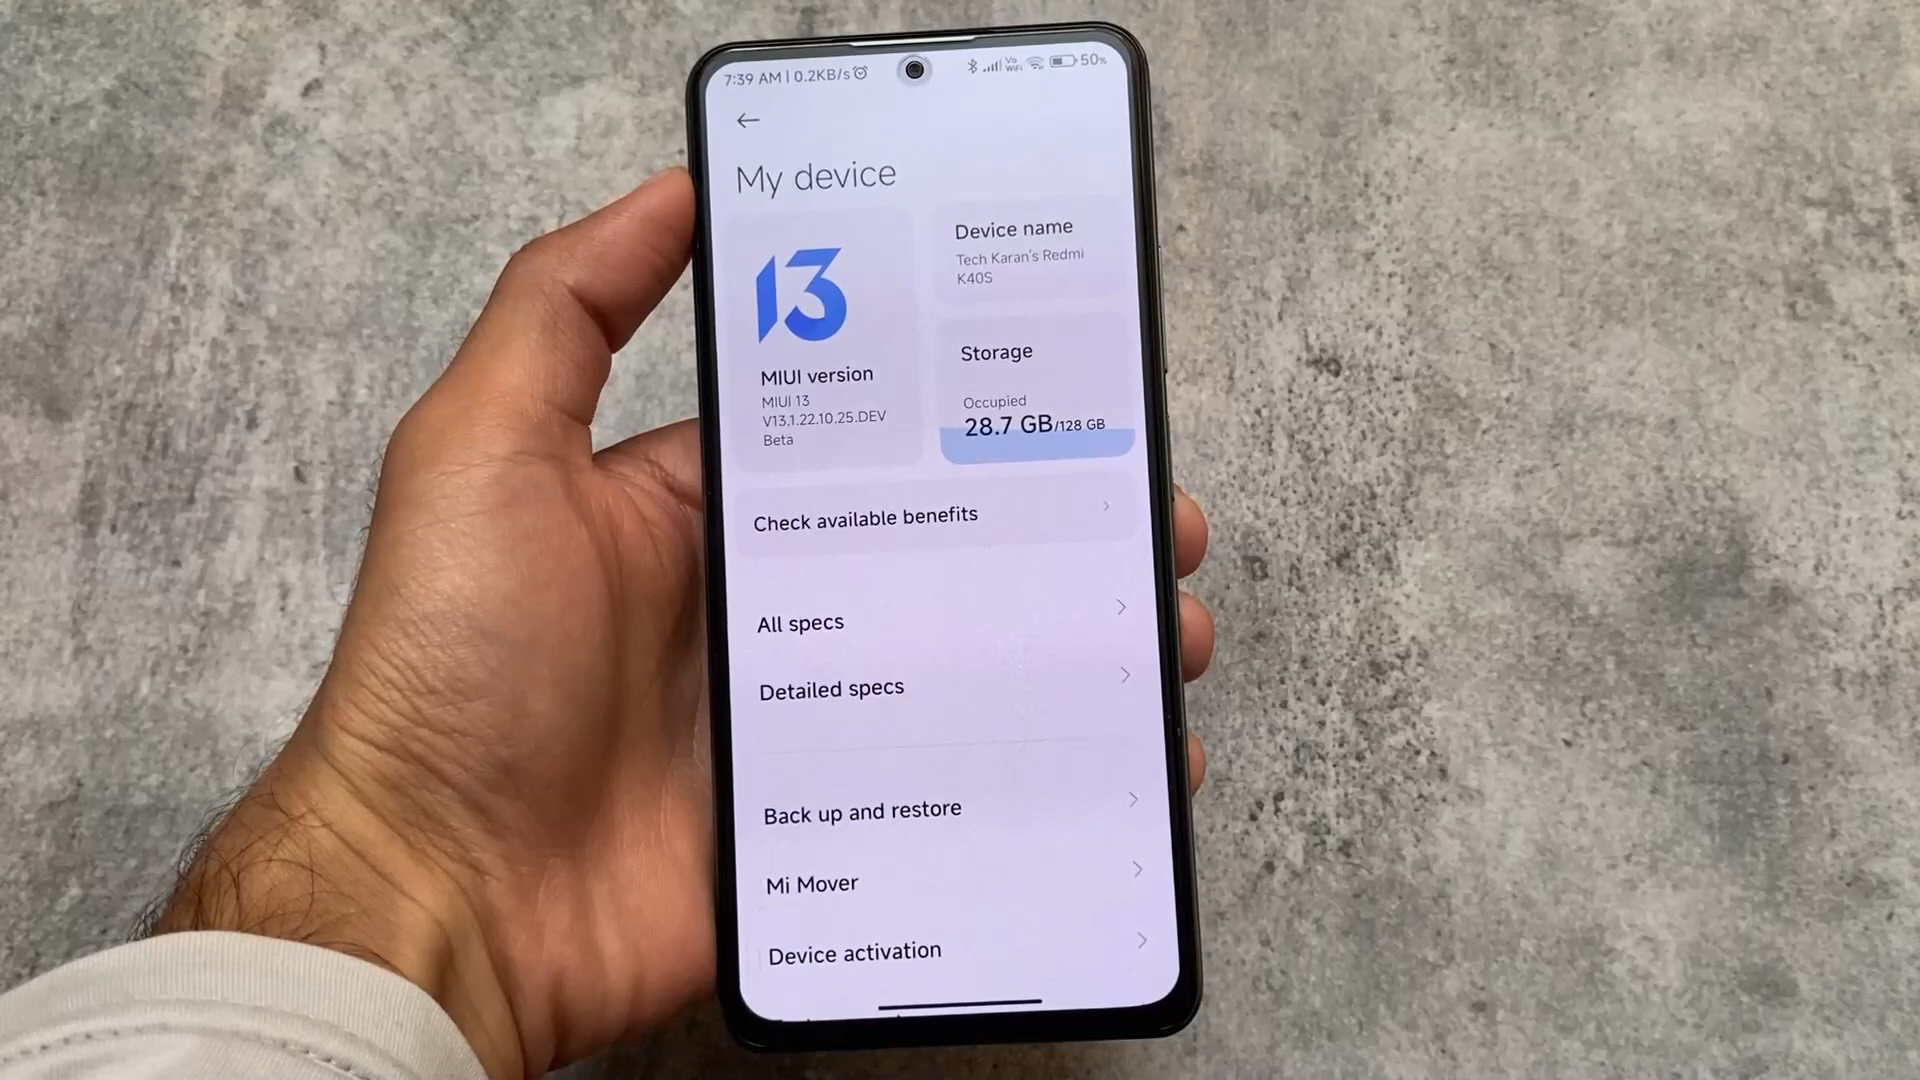 7:39 AM | 0.2KB/s
Vo
WiFi
50%
My device
13
MIUI version
MIUI 13
V13.1.22.10.25.DEV
Beta
Device name
Tech Karan's Redmi
K40S
Storage
Occupied
28.7 GB/128 GB
Check available benefits
All specs
Detailed specs
Back up and restore
Mi Mover
Device activation